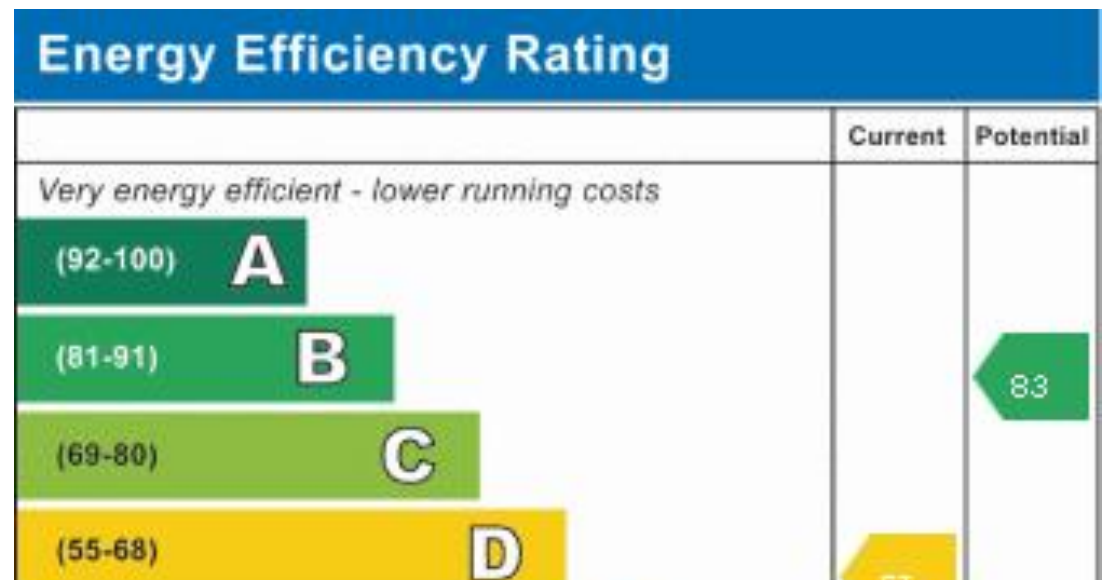 Energy Efficiency Rating
Current Potential
Very energy efficient - lower running costs
(92-100) A
(81-91) B
83
(69-80) C
(55-68) D